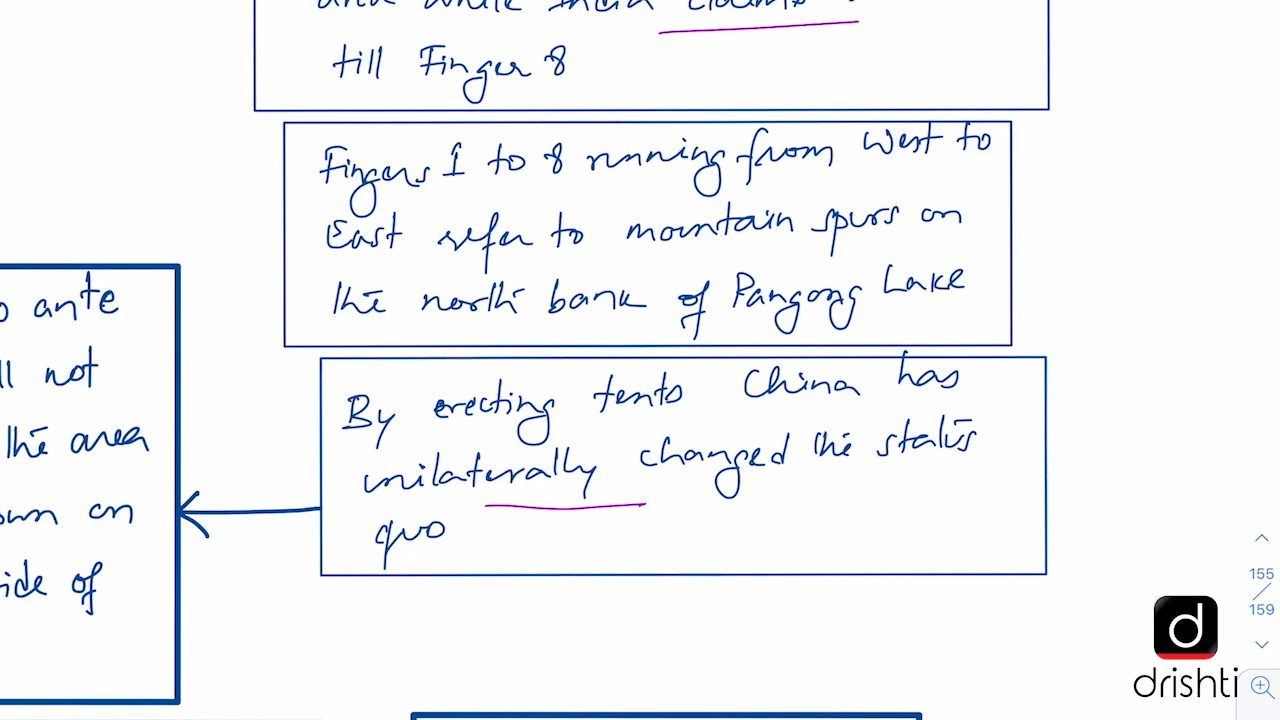 till Finger 8
Fingers 1 to 8 running from West to
East refer to mountain spurs on
the north bank of Pangong Lake
By erecting tents China has
unilaterally changed the status
quo
ante
not
the area
on
of
155
159
drishti